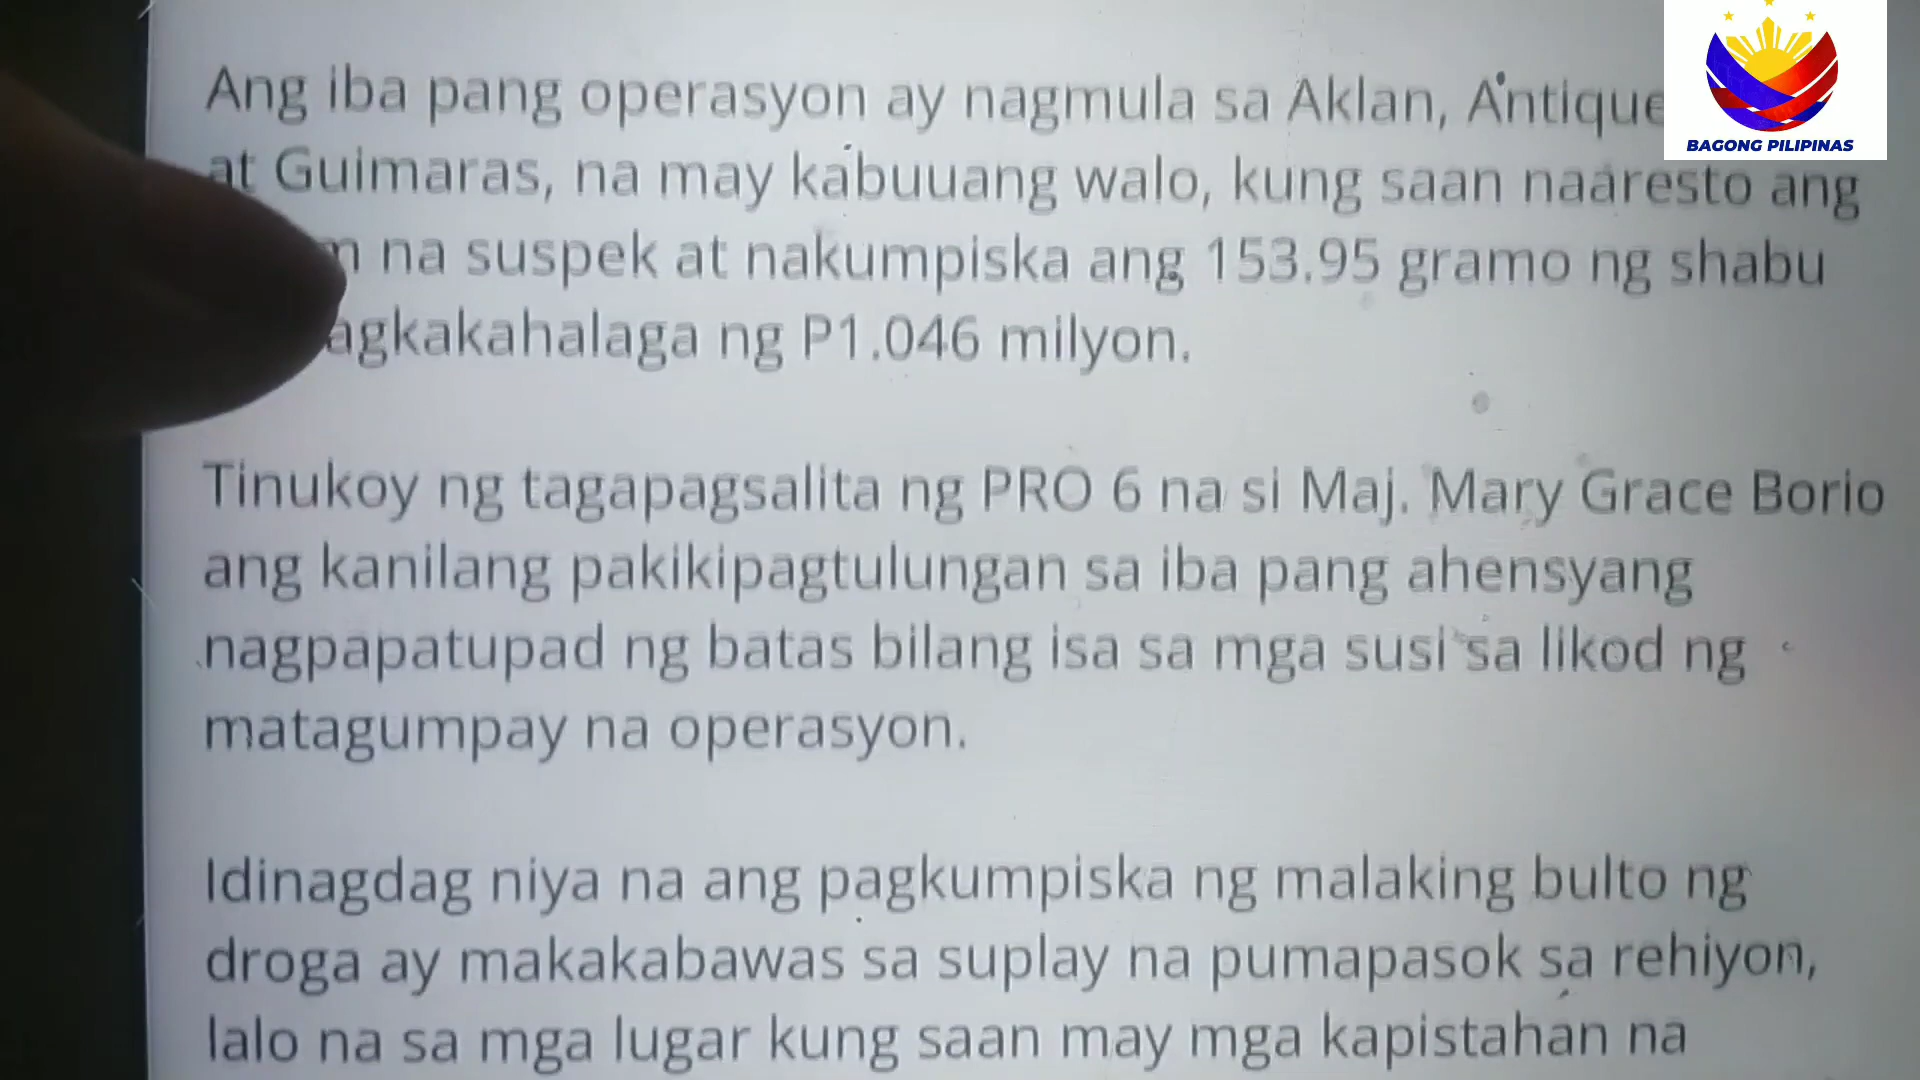 Ang iba pang operasyon ay nagmula sa Aklan, Antique
at Guimaras, na may kabuuang walo, kung saan naaresto ang
na suspek at nakumpiska ang 153.95 gramo ng shabu
ng P1.046 milyon.
Tinukoy ng tagapagsalita ng PRO 6 na si Maj. Mary Grace Borio
ang kanilang pakikipagtulungan sa iba pang ahensyang
nagpapatupad ng batas bilang isa sa mga susi sa likod ng
matagumpay na operasyon.
Idinagdag niya na ang pagkumpiska ng malaking bulto ng
droga ay makakabawas sa suplay na pumapasok sa rehiyon,
lalo na sa mga lugar kung saan may mga kapistahan na
BAGONG PILIPINAS